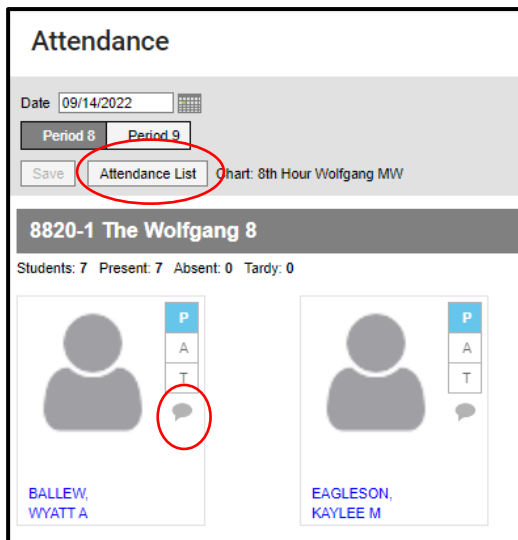 Attendance
Date 09/14/2022
Period 8 Period 9
Save Attendance List Chart: 8th Hour Wolfgang MW
8820-1 The Wolfgang 8
Students: 7 Present: 7 Absent: 0 Tardy: 0
P
A
T
BALLEW,
WYATT A
P
A
T
EAGLESON,
KAYLEE M